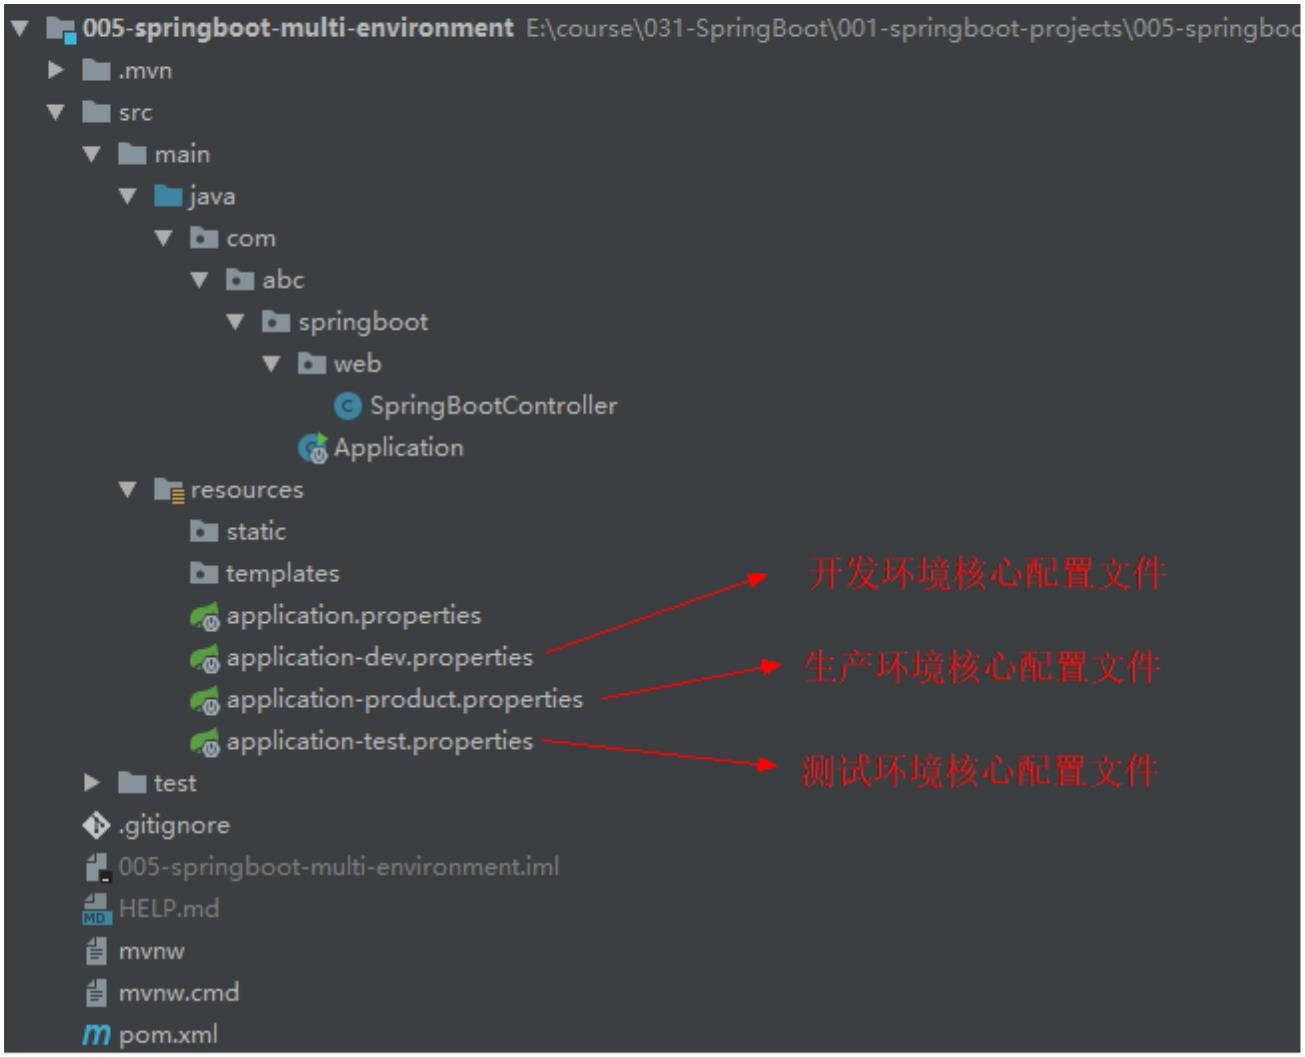 005-springboot-multi-environment E:\course\031-SpringBoot\001-springboot-projects\005-springboo
.mvn
src
main
java
com
abc
springboot
web
SpringBootController
Application
resources
static
templates
开发环境核心配置文件
application.properties
application-dev.properties
生产环境核心配置文件
application-product.properties
application-test.properties
测试环境核心配置文件
test
.gitignore
005-springboot-multi-environment.iml
HELP.md
mvnw
mvnw.cmd
pom.xml